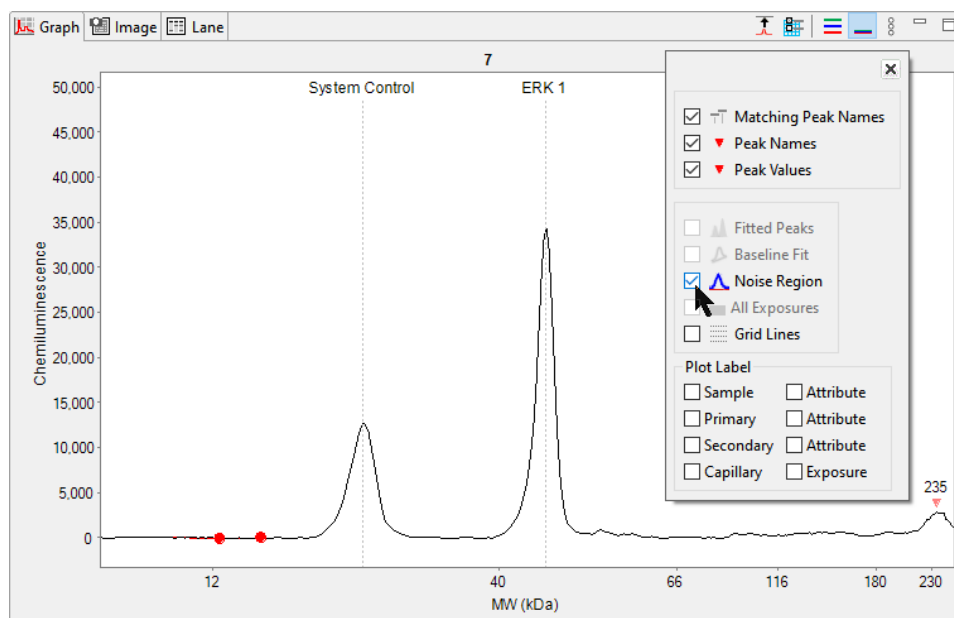 Graph Image Lane
7
System Control ERK 1
50,000
45,000
40,000
35,000
30,000
25,000
20,000
15,000
10,000
5,000
0
Chemiluminescence
12 40 66 116 180 230
MW (kDa)
235
Matching Peak Names
Peak Names
Peak Values
Fitted Peaks
Baseline Fit
Noise Region
All Exposures
Grid Lines
Plot Label
Sample Attribute
Primary Attribute
Secondary Attribute
Capillary Exposure